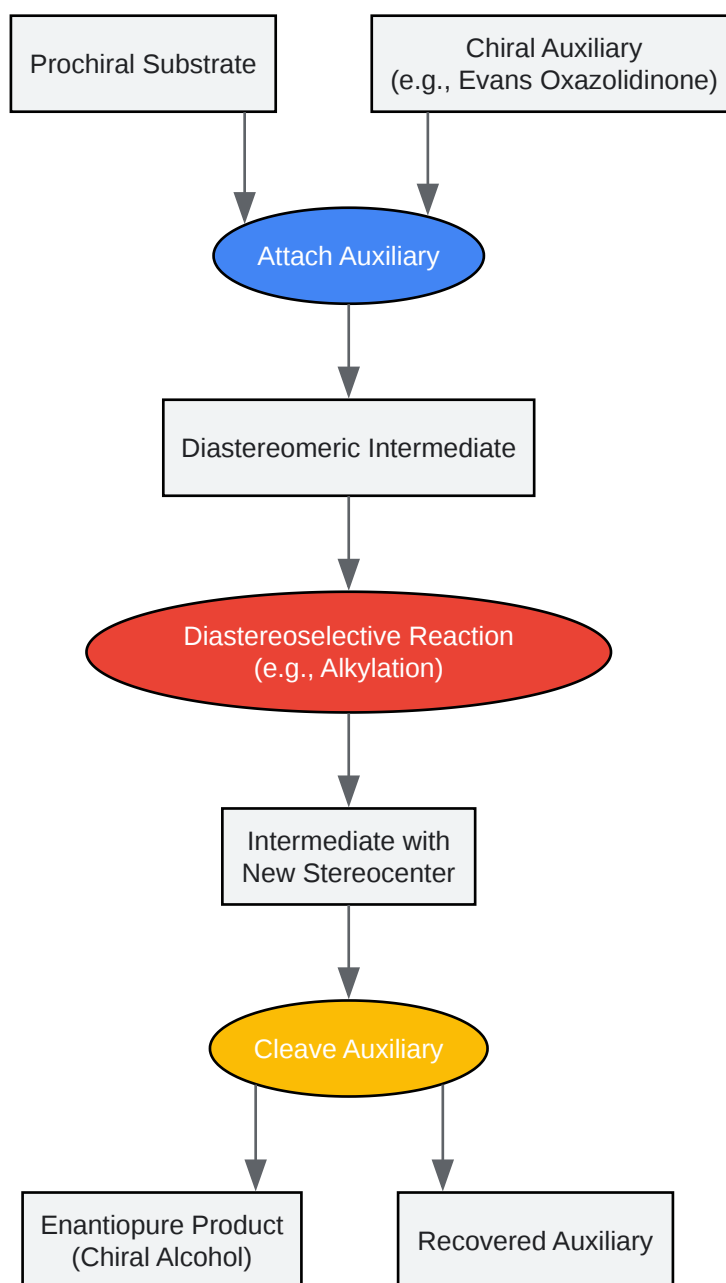 Prochiral Substrate
Chiral Auxiliary
(e.g., Evans Oxazolidinone)
Attach Auxiliary
Diastereomeric Intermediate
Diastereoselective Reaction
(e.g., Alkylation)
Intermediate with
New Stereocenter
Cleave Auxiliary
Enantiopure Product
(Chiral Alcohol)
Recovered Auxiliary